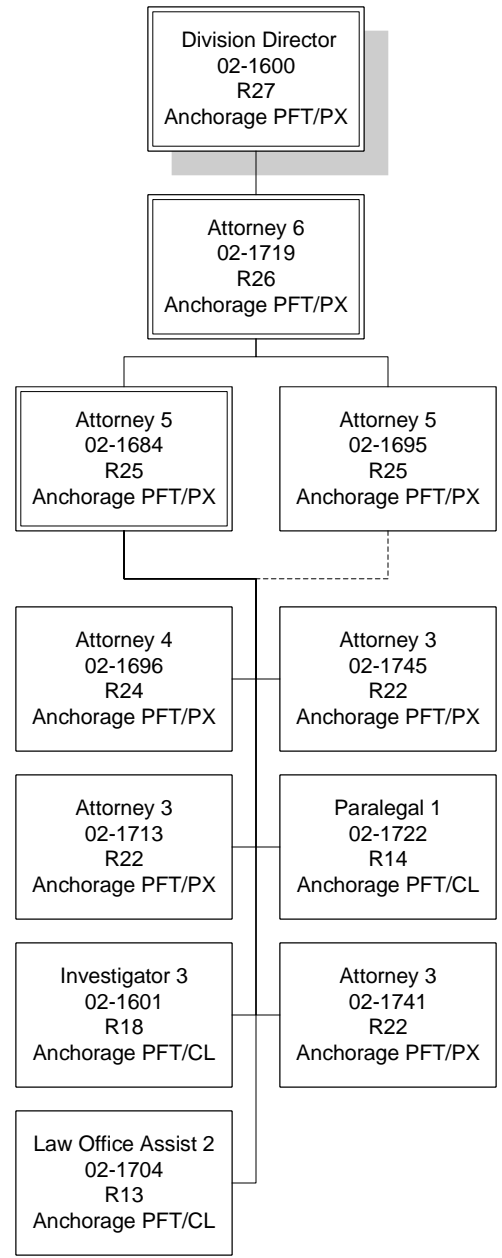 Division Director
02-1600
R27
Anchorage PFT/PX
Attorney 6
02-1719
R26
Anchorage PFT/PX
Attorney 5
02-1684
R25
Anchorage PFT/PX
Attorney 5
02-1695
R25
Anchorage PFT/PX
Attorney 4
02-1696
R24
Anchorage PFT/PX
Attorney 3
02-1745
R22
Anchorage PFT/PX
Attorney 3
02-1713
R22
Anchorage PFT/PX
Paralegal 1
02-1722
R14
Anchorage PFT/CL
Investigator 3
02-1601
R18
Anchorage PFT/CL
Attorney 3
02-1741
R22
Anchorage PFT/PX
Law Office Assist 2
02-1704
R13
Anchorage PFT/CL